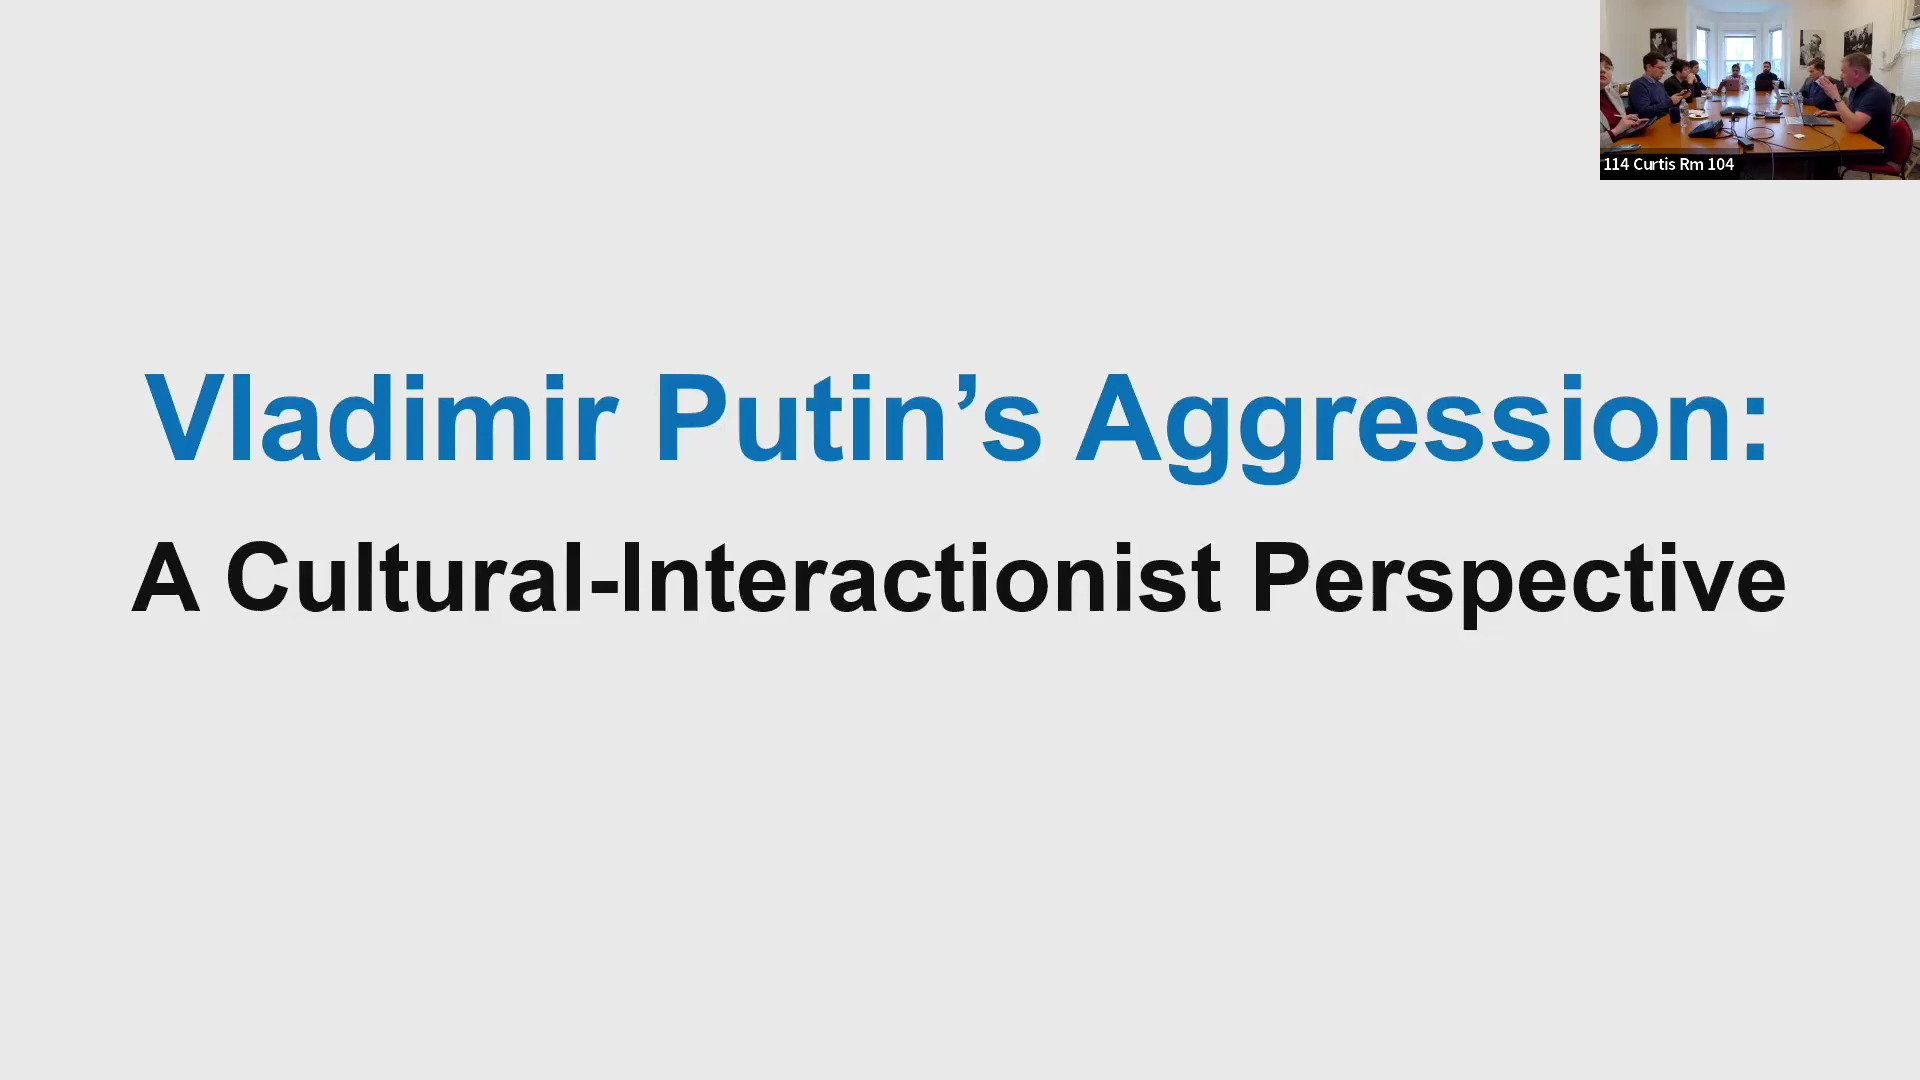 114 Curtis Rm 104
Vladimir Putin’s Aggression:
A Cultural-Interactionist Perspective